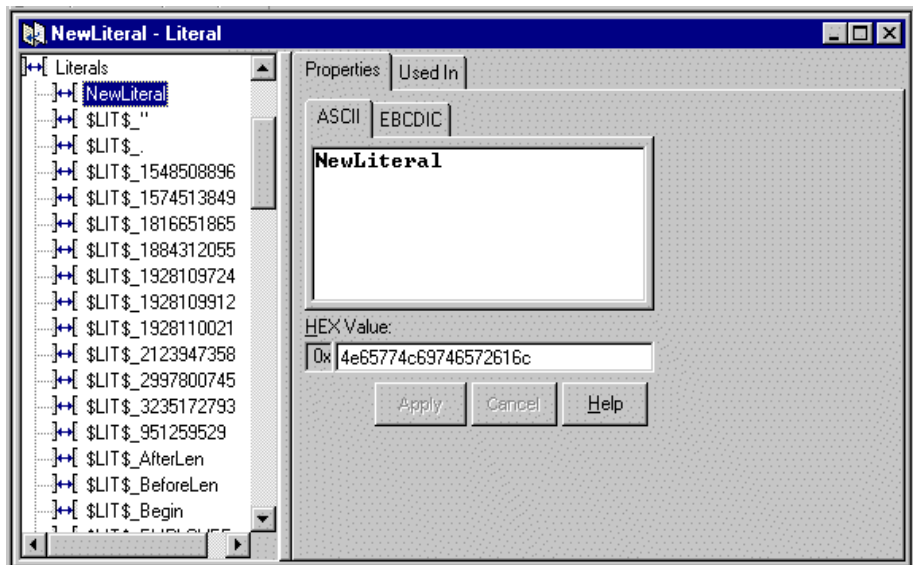 NewLiteral - Literal
Literals
NewLiteral
$LIT$_"
$LIT$_.
$LIT$_1548508896
$LIT$_1574513849
$LIT$_1816651865
$LIT$_1884312055
$LIT$_1928109724
$LIT$_1928109912
$LIT$_1928110021
$LIT$_2123947358
$LIT$_2997800745
$LIT$_3235172793
$LIT$_951259529
$LIT$_AfterLen
$LIT$_BeforeLen
$LIT$_Begin
Properties Used In
ASCII EBCDIC
NewLiteral
HEX Value:
0x 4e65774c69746572616c
Apply Cancel Help